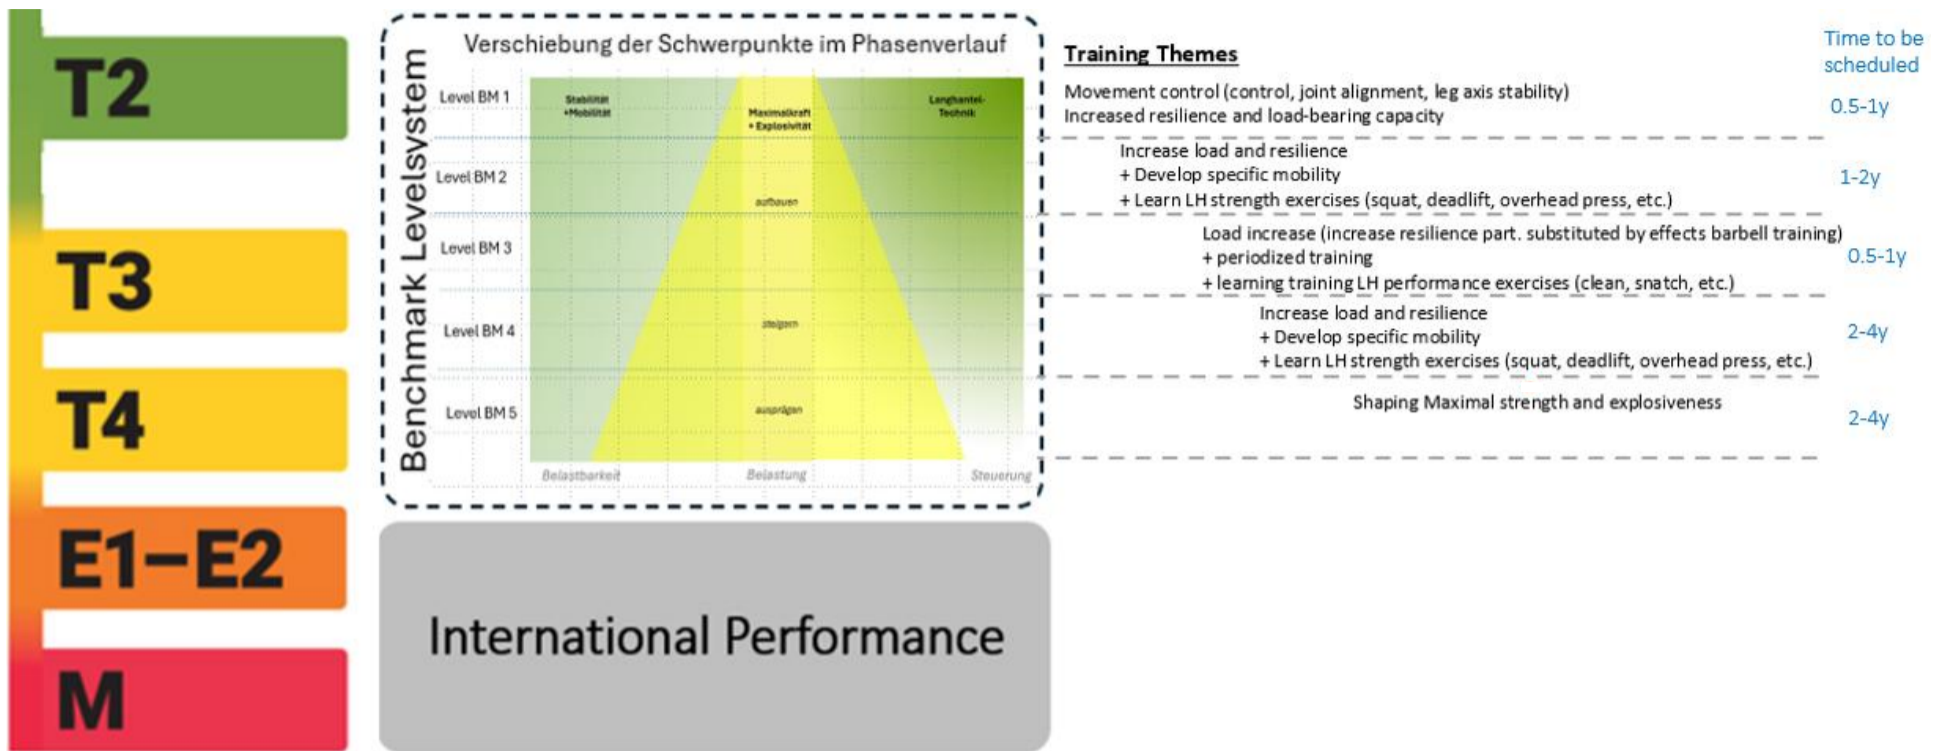 T2
T3
T4
E1–E2
M
Benchmark Levelsystem
Verschiebung der Schwerpunkte im Phasenverlauf
Level BM 1
Level BM 2
Level BM 3
Level BM 4
Level BM 5
Stabilität
+Mobilität
Maximalkraft
+ Explosivität
Langhantel-
Technik
aufbauen
steigern
ausprägen
Belastbarkeit
Belastung
Steuerung
International Performance
Training Themes
Time to be
scheduled
Movement control (control, joint alignment, leg axis stability)
Increased resilience and load-bearing capacity
0.5-1y
Increase load and resilience
+ Develop specific mobility
+ Learn LH strength exercises (squat, deadlift, overhead press, etc.)
1-2y
Load increase (increase resilience part. substituted by effects barbell training)
+ periodized training
+ learning training LH performance exercises (clean, snatch, etc.)
0.5-1y
Increase load and resilience
+ Develop specific mobility
+ Learn LH strength exercises (squat, deadlift, overhead press, etc.)
2-4y
Shaping Maximal strength and explosiveness
2-4y